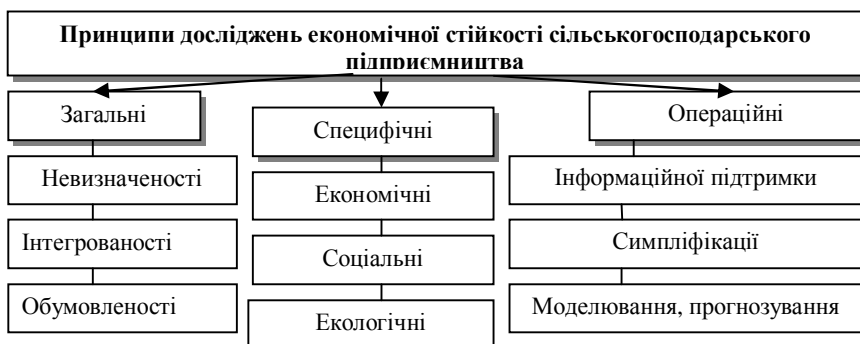 Принципи досліджень економічної стійкості сільськогосподарського
підприємництва
Загальні
Специфічні
Операційні
Невизначеності
Економічні
Інформаційної підтримки
Інтегрованості
Соціальні
Симпліфікації
Обумовленості
Екологічні
Моделювання, прогнозування